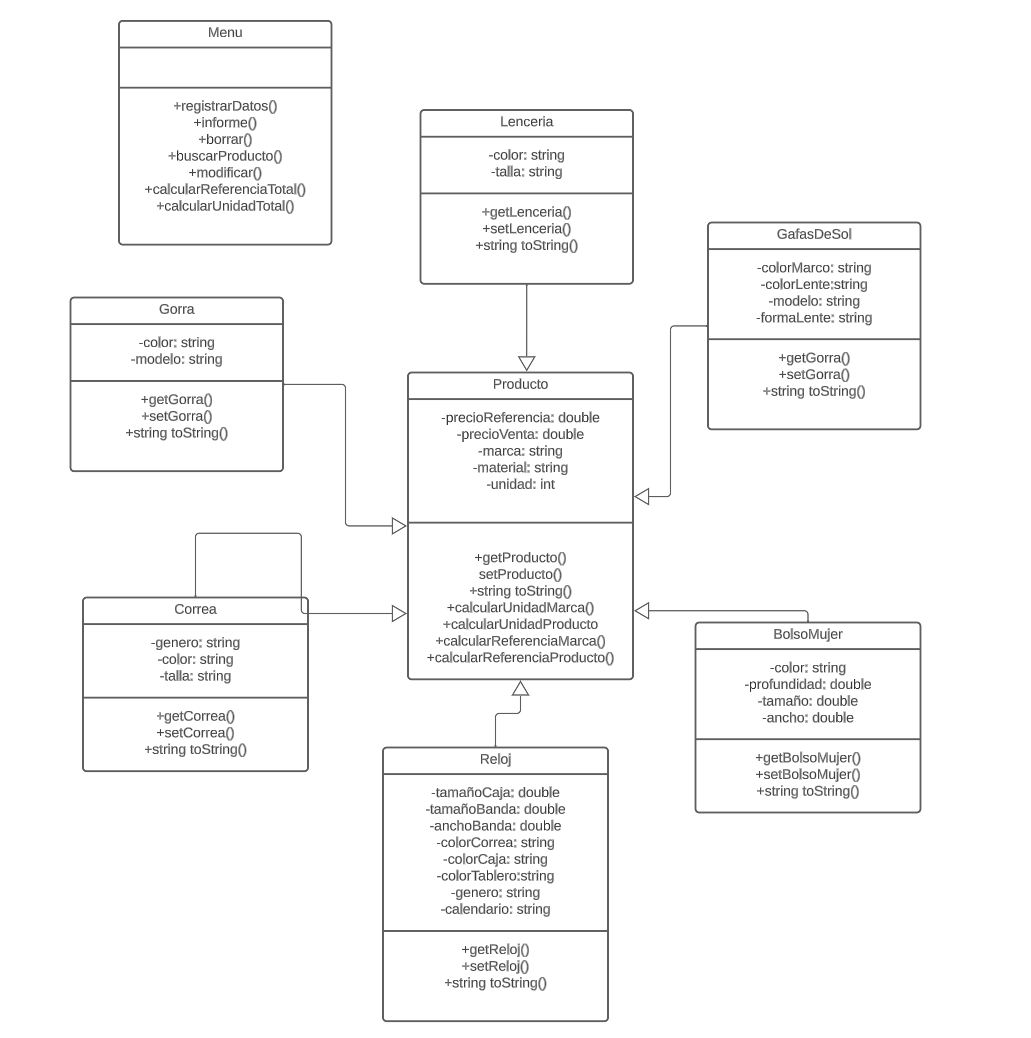 Menu
+registrarDatos()
+informe()
+borrar()
+buscarProducto()
+modificar()
+calcularReferenciaTotal()
+calcularUnidadTotal()
Lenceria
-color: string
-talla: string
+getLenceria()
+setLenceria()
+string toString()
GafasDeSol
-colorMarco: string
-colorLente:string
-modelo: string
-formaLente: string
+getGorra()
+setGorra()
+string toString()
Gorra
-color: string
-modelo: string
+getGorra()
+setGorra()
+string toString()
Producto
-precioReferencia: double
-precioVenta: double
-marca: string
-material: string
-unidad: int
+getProducto()
setProducto()
+string toString()
+calcularUnidadMarca()
+calcularUnidadProducto
+calcularReferenciaMarca()
+calcularReferenciaProducto()
Correa
-genero: string
-color: string
-talla: string
+getCorrea()
+setCorrea()
+string toString()
BolsoMujer
-color: string
-profundidad: double
-tamaño: double
-ancho: double
+getBolsoMujer()
+setBolsoMujer()
+string toString()
Reloj
-tamañoCaja: double
-tamañoBanda: double
-anchoBanda: double
-colorCorrea: string
-colorCaja: string
-colorTablero:string
-genero: string
-calendario: string
+getReloj()
+setReloj()
+string toString()